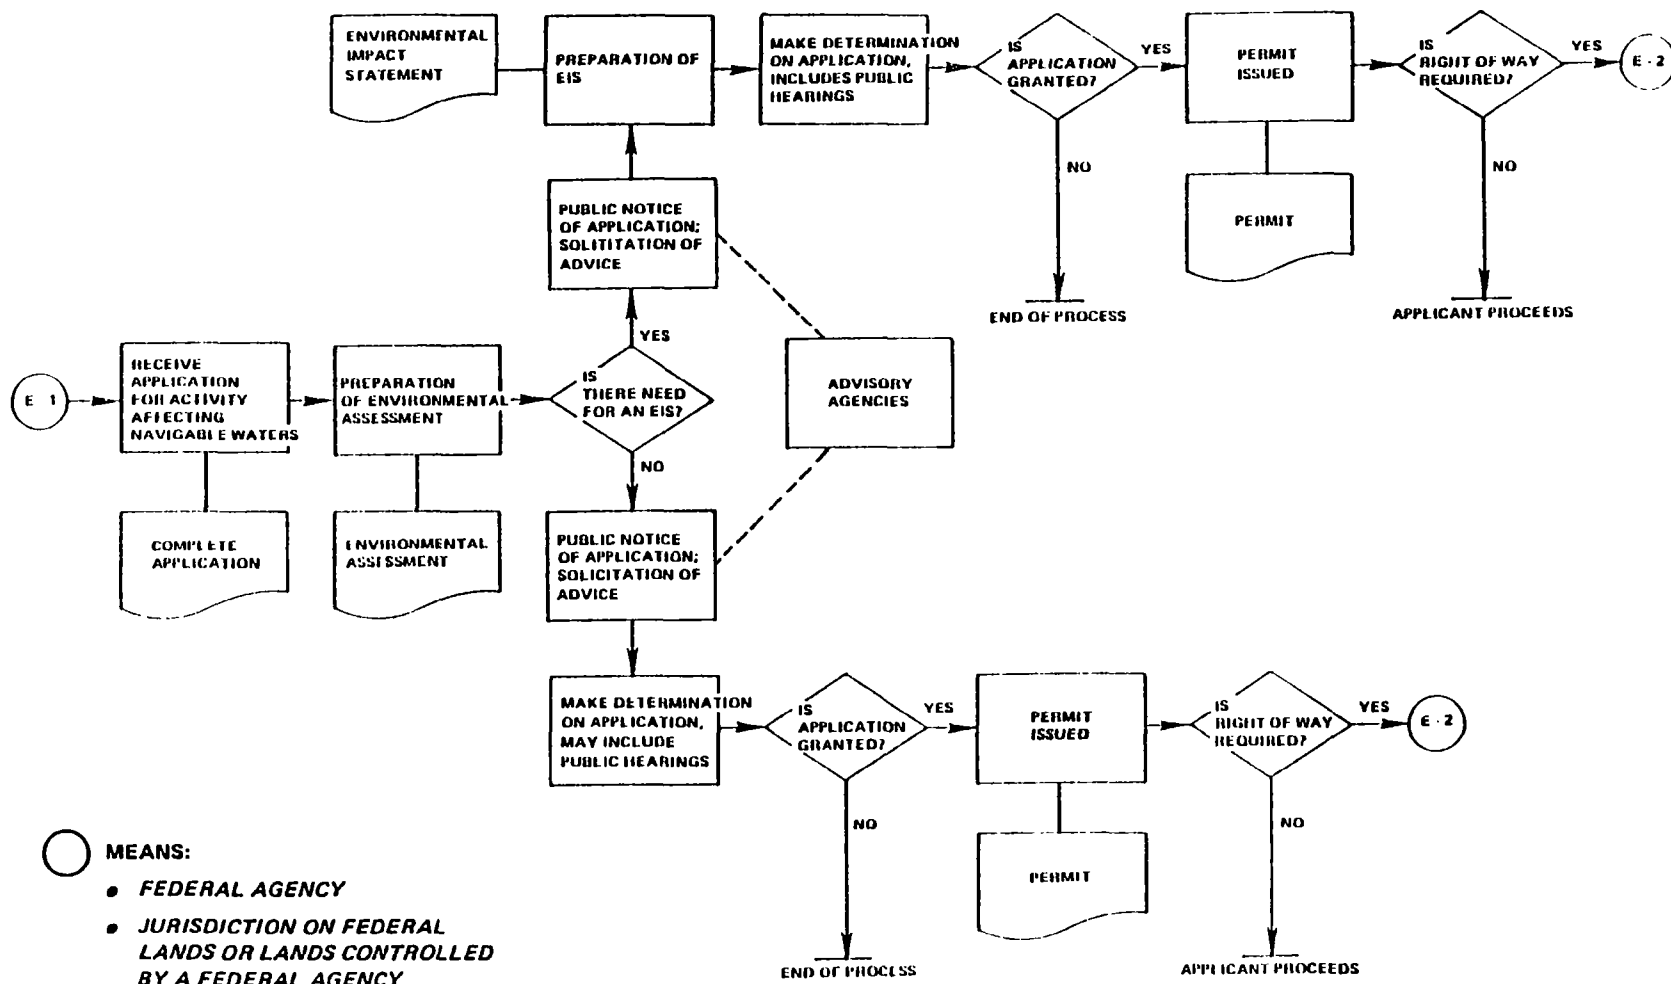 ENVIRONMENTAL
IMPACT
STATEMENT
PREPARATION OF
EIS
MAKE DETERMINATION
ON APPLICATION,
INCLUDES PUBLIC
HEARINGS
IS
APPLICATION
GRANTED?
YES
NO
END OF PROCESS
PERMIT
ISSUED
PERMIT
IS
RIGHT OF WAY
REQUIRED?
YES
E - 2
NO
APPLICANT PROCEEDS
PUBLIC NOTICE
OF APPLICATION;
SOLITITATION OF
ADVICE
E 1
RECEIVE
APPLICATION
FOR ACTIVITY
AFFECTING
NAVIGABLE WATERS
COMPLETE
APPLICATION
PREPARATION
OF ENVIRONMENTAL
ASSESSMENT
ENVIRONMENTAL
ASSESSMENT
YES
IS
THERE NEED
FOR AN EIS?
NO
ADVISORY
AGENCIES
PUBLIC NOTICE
OF APPLICATION;
SOLICITATION OF
ADVICE
MAKE DETERMINATION
ON APPLICATION,
MAY INCLUDE
PUBLIC HEARINGS
IS
APPLICATION
GRANTED?
YES
NO
END OF PROCESS
PERMIT
ISSUED
PERMIT
IS
RIGHT OF WAY
REQUIRED?
YES
E - 2
NO
APPLICANT PROCEEDS
MEANS:
• FEDERAL AGENCY
• JURISDICTION ON FEDERAL
LANDS OR LANDS CONTROLLED
BY A FEDERAL AGENCY